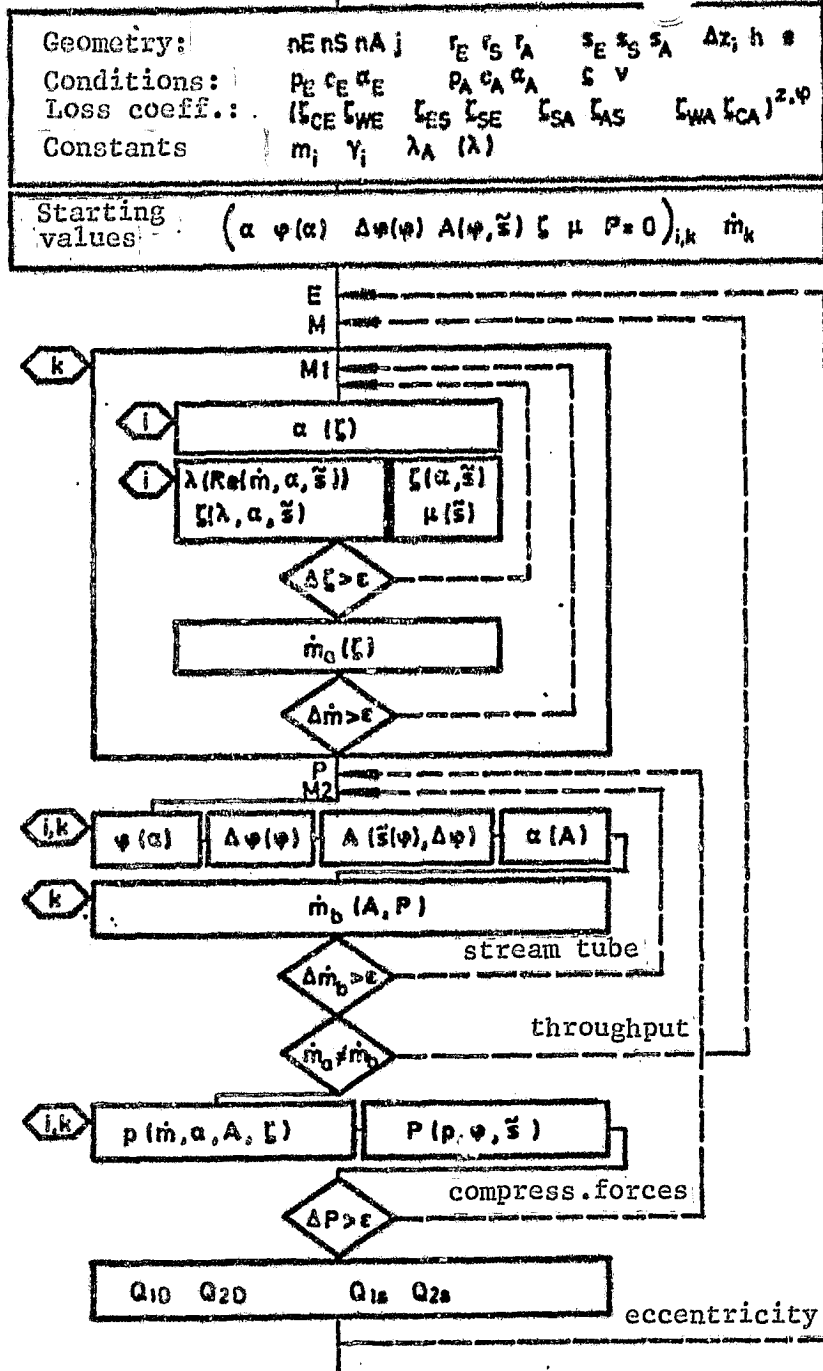 Geometry: nE nS nA j r_E r_S r_A s_E s_S s_A Δz_i h e
Conditions: p_E c_E α_E p_A c_A α_A ς ν
Loss coeff.: (ζ_CE ζ_WE ζ_ES ζ_SE ζ_SA ζ_AS ζ_WA ζ_CA)^z,φ
Constants m_i γ_i λ_A (λ)
Starting values (α φ(α) Δφ(φ) A(φ,s̃) ζ μ P=0)_i,k ṁ_k
E
M
k
M1
i
α (ζ)
i
λ(Re(ṁ, α, s̃)) ζ(α,s̃)
ζ(λ, α, s̃) μ(s̃)
Δζ>ε
ṁ_a (ζ)
Δṁ>ε
P
M2
i,k
φ(α) Δφ(φ) A(s̃(φ),Δφ) α(A)
k
ṁ_b (A, P)
stream tube
Δṁ_b>ε
throughput
ṁ_a≠ṁ_b
i,k
p(ṁ,α,A,ζ) P(p,φ,s̃)
compress.forces
ΔP>ε
Q_1D Q_2D Q_1s Q_2s
eccentricity